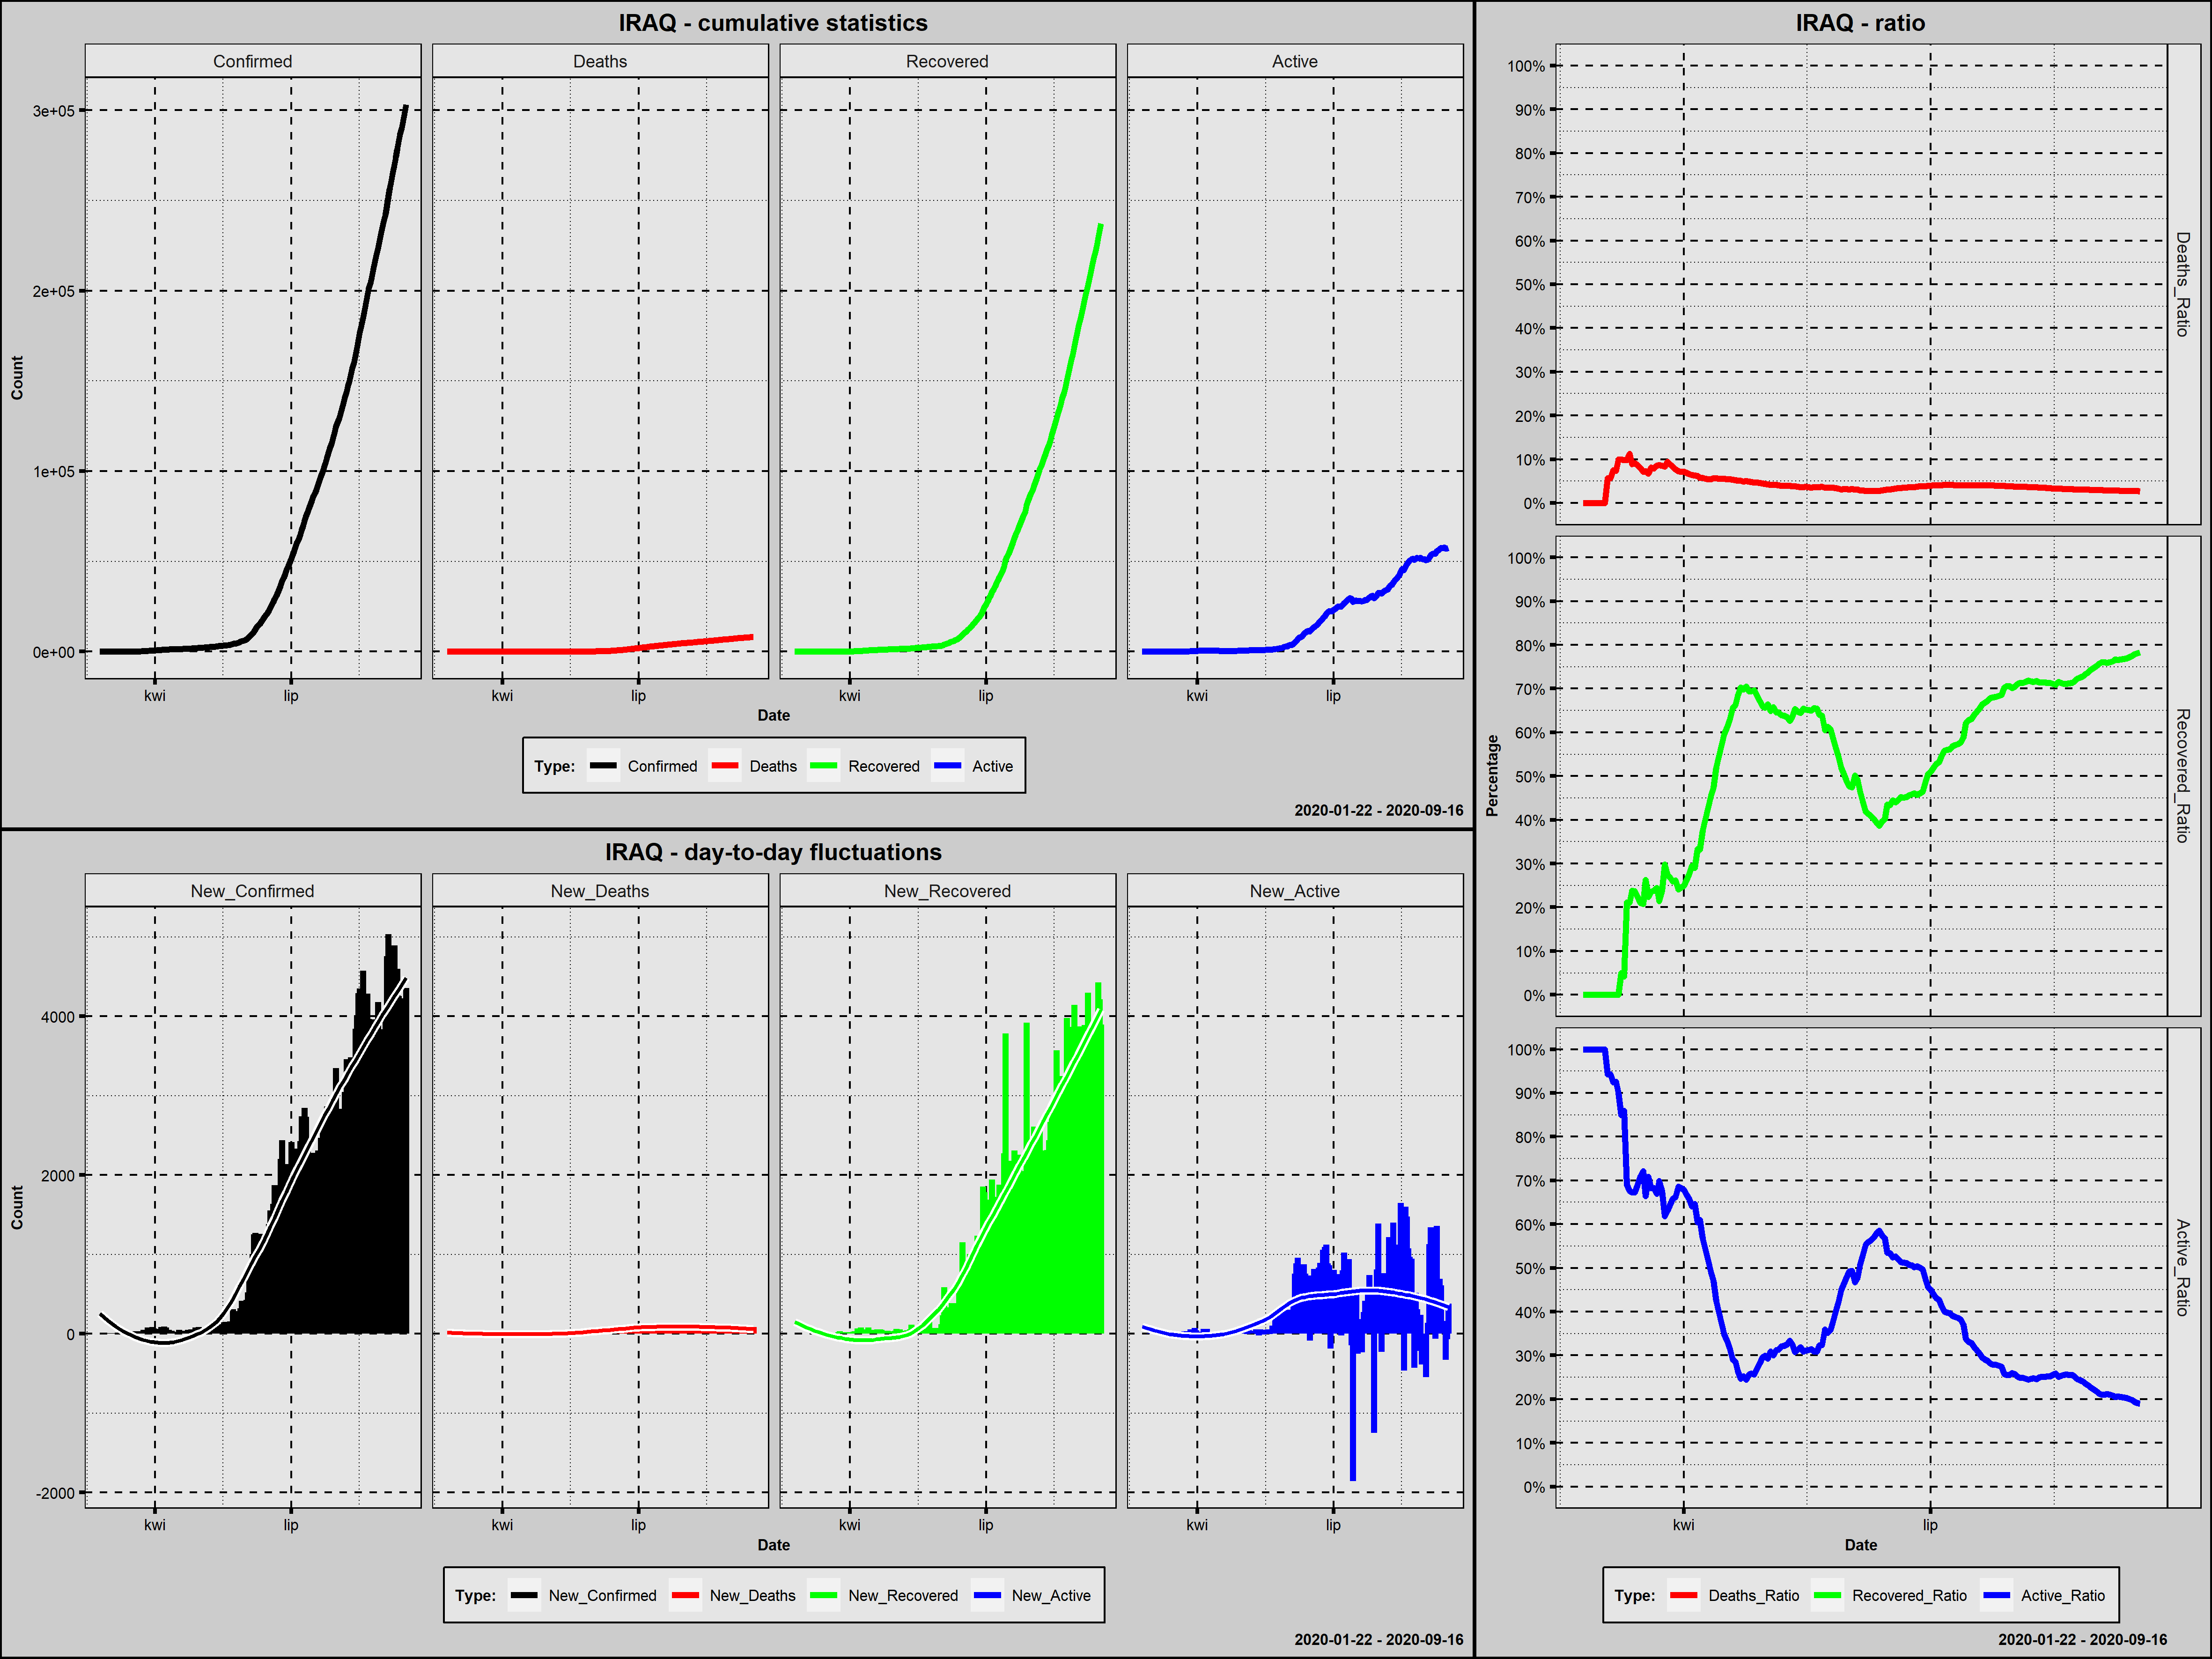 IRAQ - cumulative statistics
Confirmed Deaths Recovered Active
Count
3e+05
2e+05
1e+05
0e+00
kwi lip kwi lip kwi lip kwi lip
Date
Type: Confirmed Deaths Recovered Active
2020-01-22 - 2020-09-16
IRAQ - day-to-day fluctuations
New_Confirmed New_Deaths New_Recovered New_Active
Count
4000
2000
0
-2000
kwi lip kwi lip kwi lip kwi lip
Date
Type: New_Confirmed New_Deaths New_Recovered New_Active
2020-01-22 - 2020-09-16
IRAQ - ratio
Percentage
100%
90%
80%
70%
60%
50%
40%
30%
20%
10%
0%
Deaths_Ratio
100%
90%
80%
70%
60%
50%
40%
30%
20%
10%
0%
Recovered_Ratio
100%
90%
80%
70%
60%
50%
40%
30%
20%
10%
0%
Active_Ratio
kwi lip
Date
Type: Deaths_Ratio Recovered_Ratio Active_Ratio
2020-01-22 - 2020-09-16